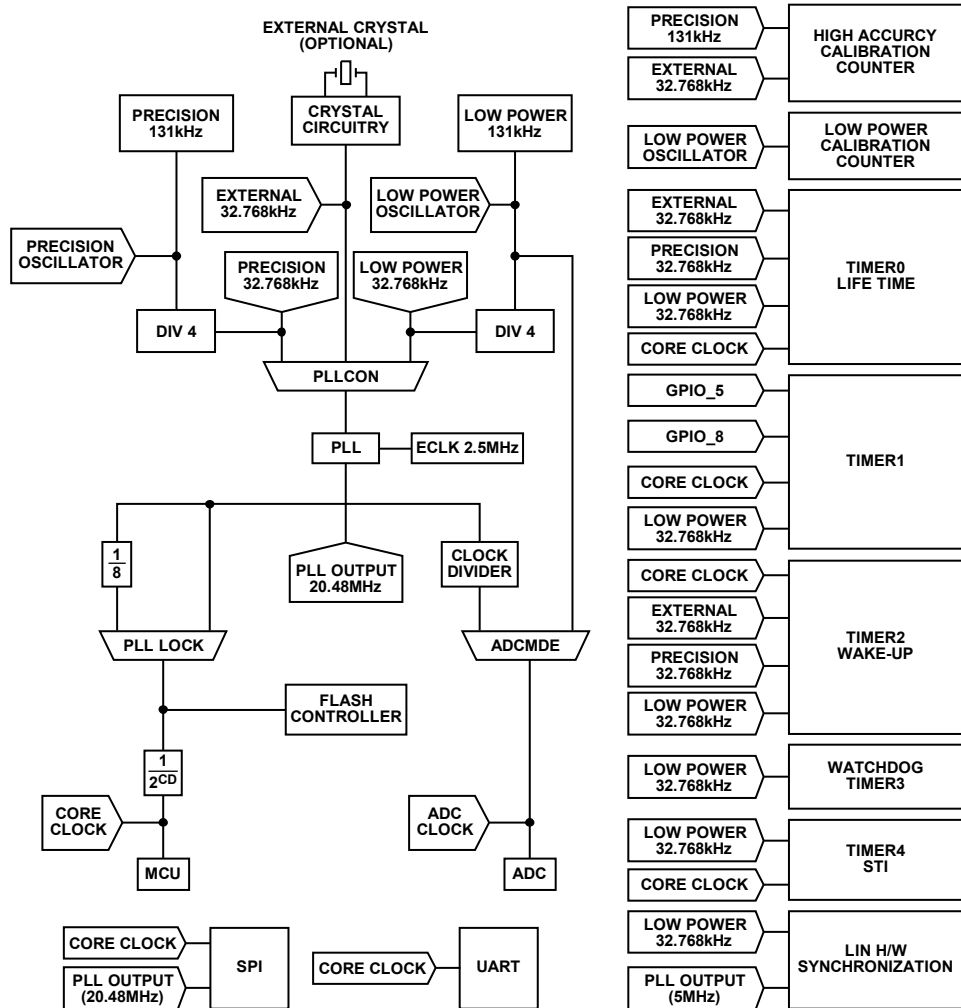 EXTERNAL CRYSTAL
(OPTIONAL)
PRECISION
131kHz
CRYSTAL
CIRCUITRY
LOW POWER
131kHz
EXTERNAL
32.768kHz
LOW POWER
OSCILLATOR
PRECISION
OSCILLATOR
PRECISION
32.768kHz
LOW POWER
32.768kHz
DIV 4
DIV 4
PLLCON
PLL
ECLK 2.5MHz
1
8
PLL OUTPUT
20.48MHz
CLOCK
DIVIDER
PLL LOCK
ADCMDE
FLASH
CONTROLLER
1
2CD
CORE
CLOCK
ADC
CLOCK
MCU
ADC
CORE CLOCK
PLL OUTPUT
(20.48MHz)
SPI
CORE CLOCK
UART
PRECISION
131kHz
EXTERNAL
32.768kHz
HIGH ACCURCY
CALIBRATION
COUNTER
LOW POWER
OSCILLATOR
LOW POWER
CALIBRATION
COUNTER
EXTERNAL
32.768kHz
PRECISION
32.768kHz
LOW POWER
32.768kHz
CORE CLOCK
TIMER0
LIFE TIME
GPIO_5
GPIO_8
CORE CLOCK
LOW POWER
32.768kHz
TIMER1
CORE CLOCK
EXTERNAL
32.768kHz
PRECISION
32.768kHz
LOW POWER
32.768kHz
TIMER2
WAKE-UP
LOW POWER
32.768kHz
WATCHDOG
TIMER3
LOW POWER
32.768kHz
CORE CLOCK
TIMER4
STI
LOW POWER
32.768kHz
PLL OUTPUT
(5MHz)
LIN H/W
SYNCHRONIZATION